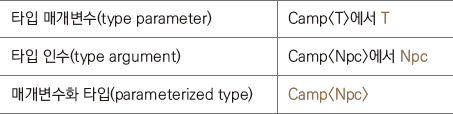 타입 매개변수(type parameter) Camp〈T〉에서 T
타입 인수(type argument) Camp〈Npc〉에서 Npc
매개변수화 타입(parameterized type) Camp〈Npc〉